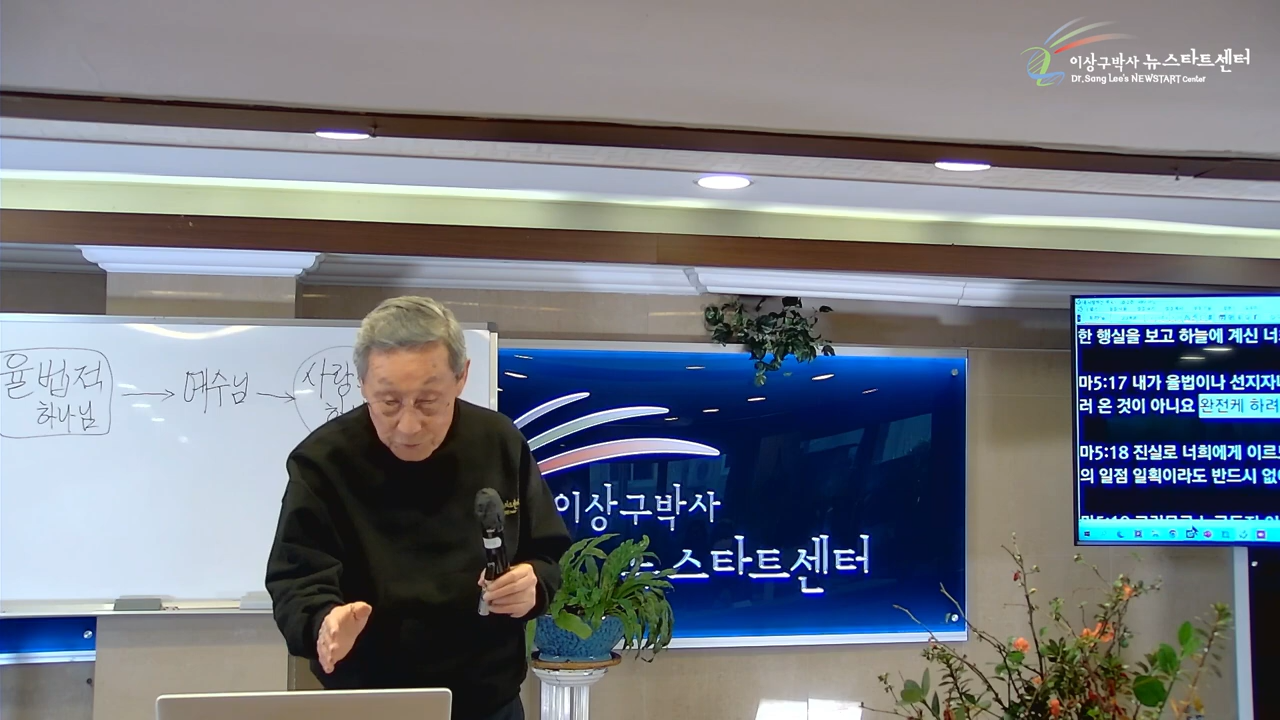 이상구박사 뉴스타트센터
Dr. Sang Lee's NEWSTART Center
율법적
하나님
예수님
사랑
하
이상구박사
뉴스타트센터
한 행실을 보고 하늘에 계신 너
마5:17 내가 율법이나 선지자
러 온 것이 아니요 완전케 하려
마5:18 진실로 너희에게 이르
의 일점 일획이라도 반드시 없